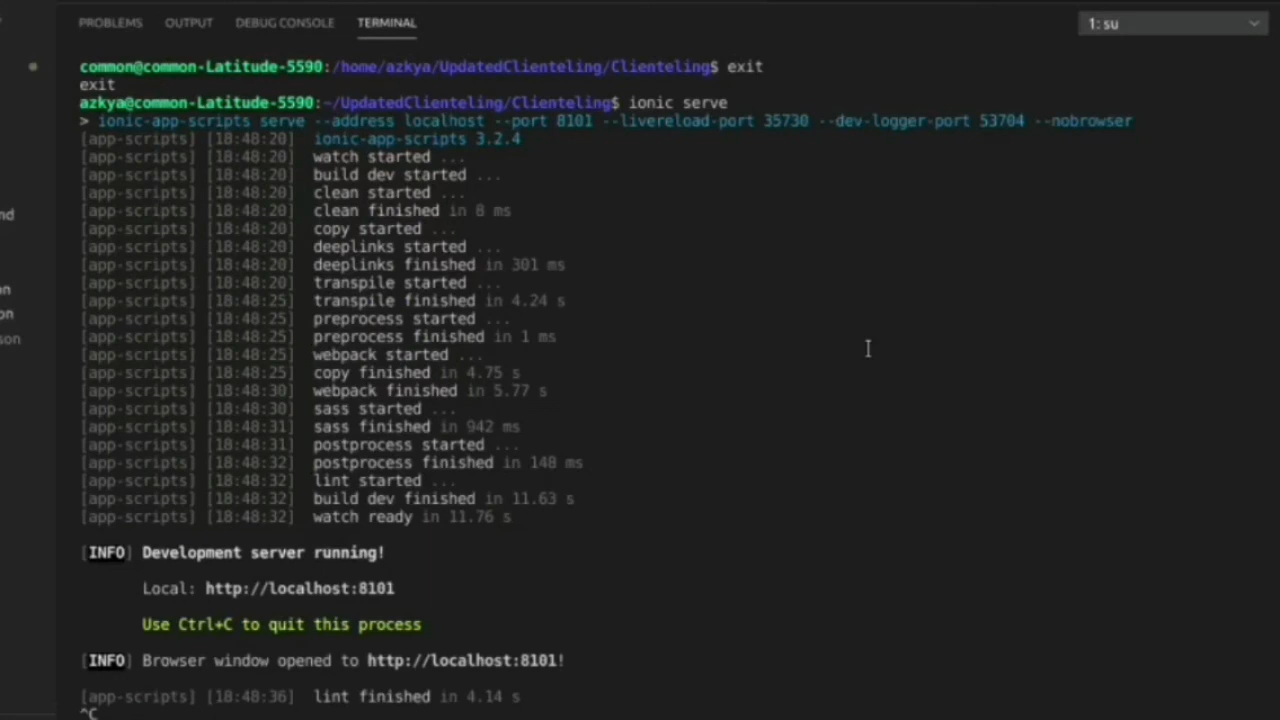 PROBLEMS OUTPUT DEBUG CONSOLE TERMINAL 1: su
common@common-Latitude-5590:/home/azkya/UpdatedClienteling/Clienteling$ exit
exit
azkya@common-Latitude-5590:~/UpdatedClienteling/Clienteling$ ionic serve
> ionic-app-scripts serve --address localhost --port 8101 --livereload-port 35730 --dev-logger-port 53704 --nobrowser
[app-scripts] [18:48:20] ionic-app-scripts 3.2.4
[app-scripts] [18:48:20] watch started ...
[app-scripts] [18:48:20] build dev started ...
[app-scripts] [18:48:20] clean started ...
[app-scripts] [18:48:20] clean finished in 8 ms
[app-scripts] [18:48:20] copy started ...
[app-scripts] [18:48:20] deeplinks started ...
[app-scripts] [18:48:20] deeplinks finished in 301 ms
[app-scripts] [18:48:20] transpile started ...
[app-scripts] [18:48:25] transpile finished in 4.24 s
[app-scripts] [18:48:25] preprocess started ...
[app-scripts] [18:48:25] preprocess finished in 1 ms
[app-scripts] [18:48:25] webpack started ...
[app-scripts] [18:48:25] copy finished in 4.75 s
[app-scripts] [18:48:30] webpack finished in 5.77 s
[app-scripts] [18:48:30] sass started ...
[app-scripts] [18:48:31] sass finished in 942 ms
[app-scripts] [18:48:31] postprocess started ...
[app-scripts] [18:48:32] postprocess finished in 148 ms
[app-scripts] [18:48:32] lint started ...
[app-scripts] [18:48:32] build dev finished in 11.63 s
[app-scripts] [18:48:32] watch ready in 11.76 s
[INFO] Development server running!
Local: http://localhost:8101
Use Ctrl+C to quit this process
[INFO] Browser window opened to http://localhost:8101!
[app-scripts] [18:48:36] lint finished in 4.14 s
^C
nd
on
on
son